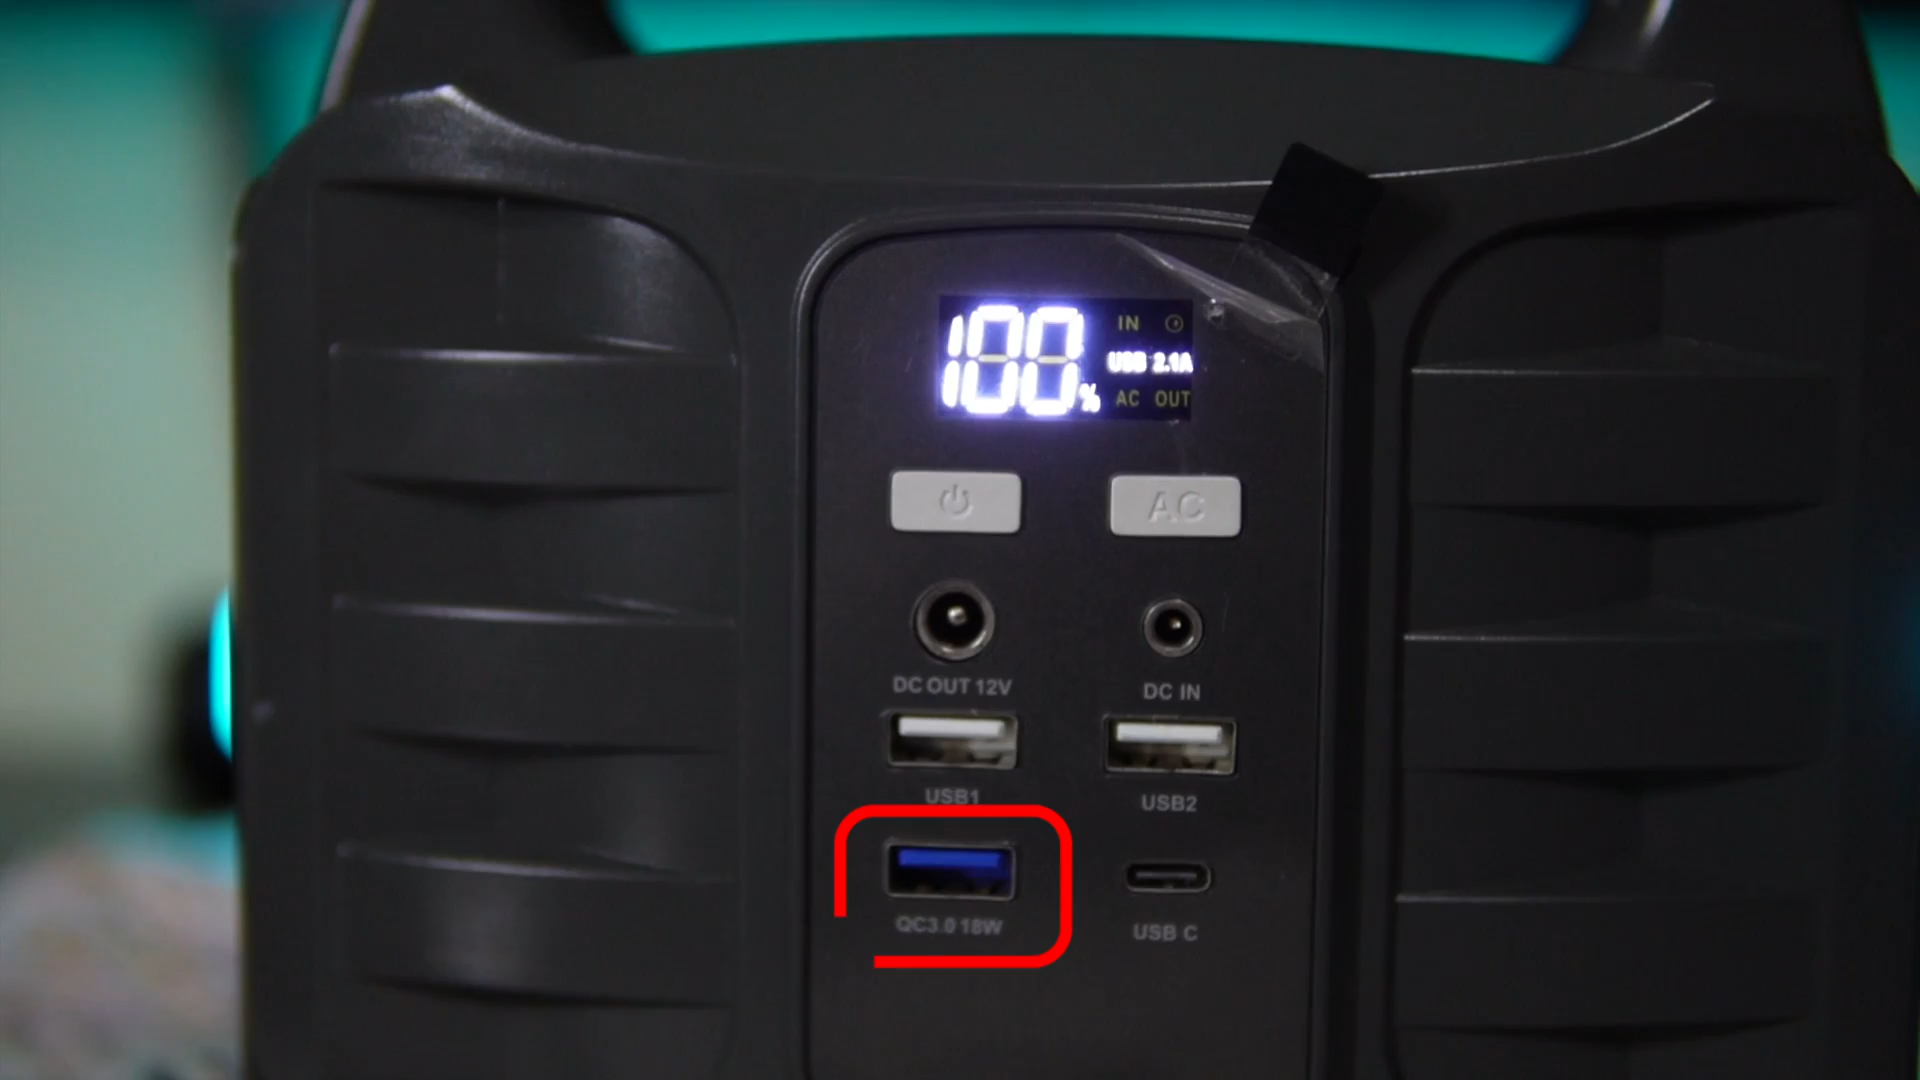 100%
IN
USB 2.1A
AC OUT
AC
DC OUT 12V
DC IN
USB1
USB2
QC3.0 18W
USB C